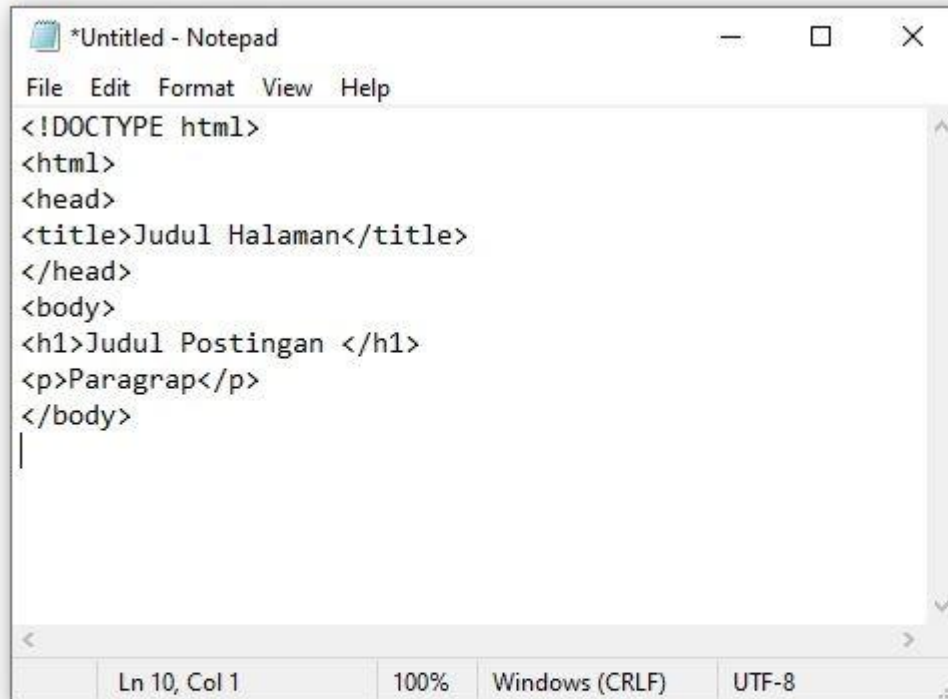 *Untitled - Notepad
File Edit Format View Help
<!DOCTYPE html>
<html>
<head>
<title>Judul Halaman</title>
</head>
<body>
<h1>Judul Postingan </h1>
<p>Paragrap</p>
</body>
Ln 10, Col 1 100% Windows (CRLF) UTF-8